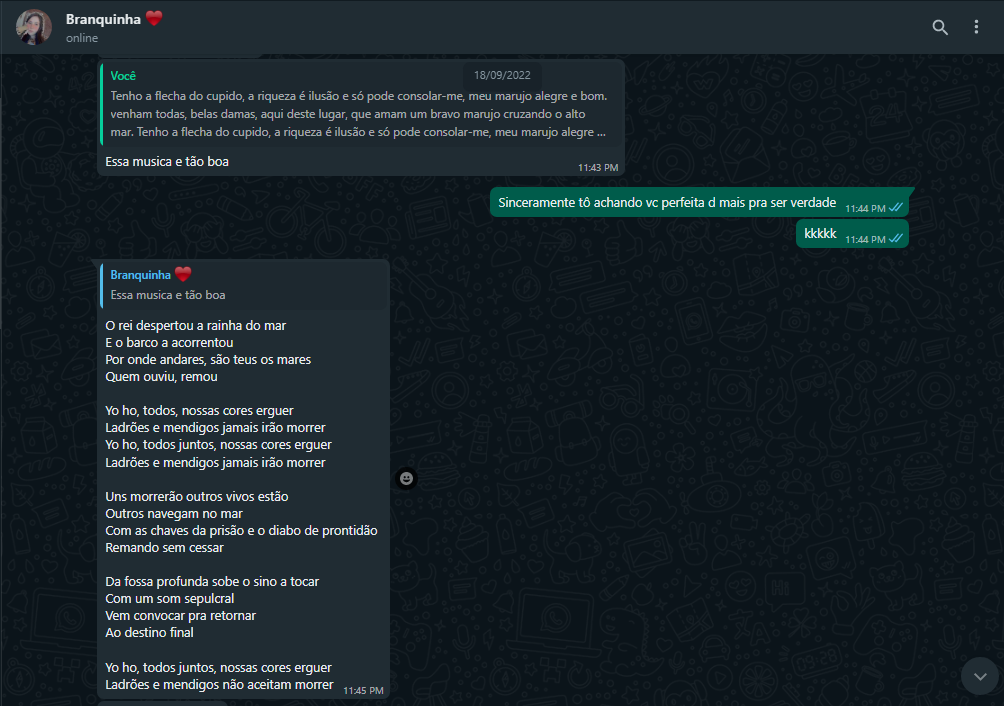 Branquinha ❤️
online
18/09/2022
Você
Tenho a flecha do cupido, a riqueza é ilusão e só pode consolar-me, meu marujo alegre e bom.
venham todas, belas damas, aqui deste lugar, que amam um bravo marujo cruzando o alto
mar. Tenho a flecha do cupido, a riqueza é ilusão e só pode consolar-me, meu marujo alegre ...
Essa musica e tão boa
11:43 PM
Sinceramente tô achando vc perfeita d mais pra ser verdade
11:44 PM
kkkkk
11:44 PM
Branquinha ❤️
Essa musica e tão boa
O rei despertou a rainha do mar
E o barco a acorrentou
Por onde andares, são teus os mares
Quem ouviu, remou
Yo ho, todos, nossas cores erguer
Ladrões e mendigos jamais irão morrer
Yo ho, todos juntos, nossas cores erguer
Ladrões e mendigos jamais irão morrer
Uns morrerão outros vivos estão
Outros navegam no mar
Com as chaves da prisão e o diabo de prontidão
Remando sem cessar
Da fossa profunda sobe o sino a tocar
Com um som sepulcral
Vem convocar pra retornar
Ao destino final
Yo ho, todos juntos, nossas cores erguer
Ladrões e mendigos não aceitam morrer
11:45 PM